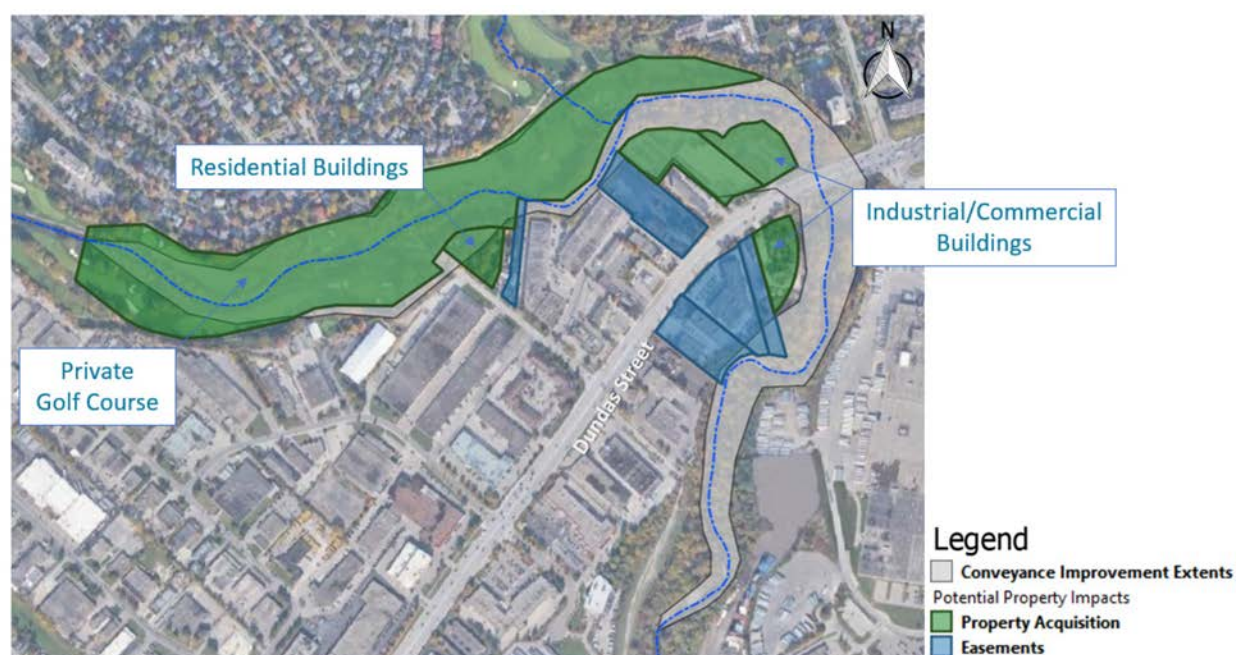 N
Residential Buildings
Industrial/Commercial
Buildings
Private
Golf Course
Dundas Street
Legend
Conveyance Improvement Extents
Potential Property Impacts
Property Acquisition
Easements